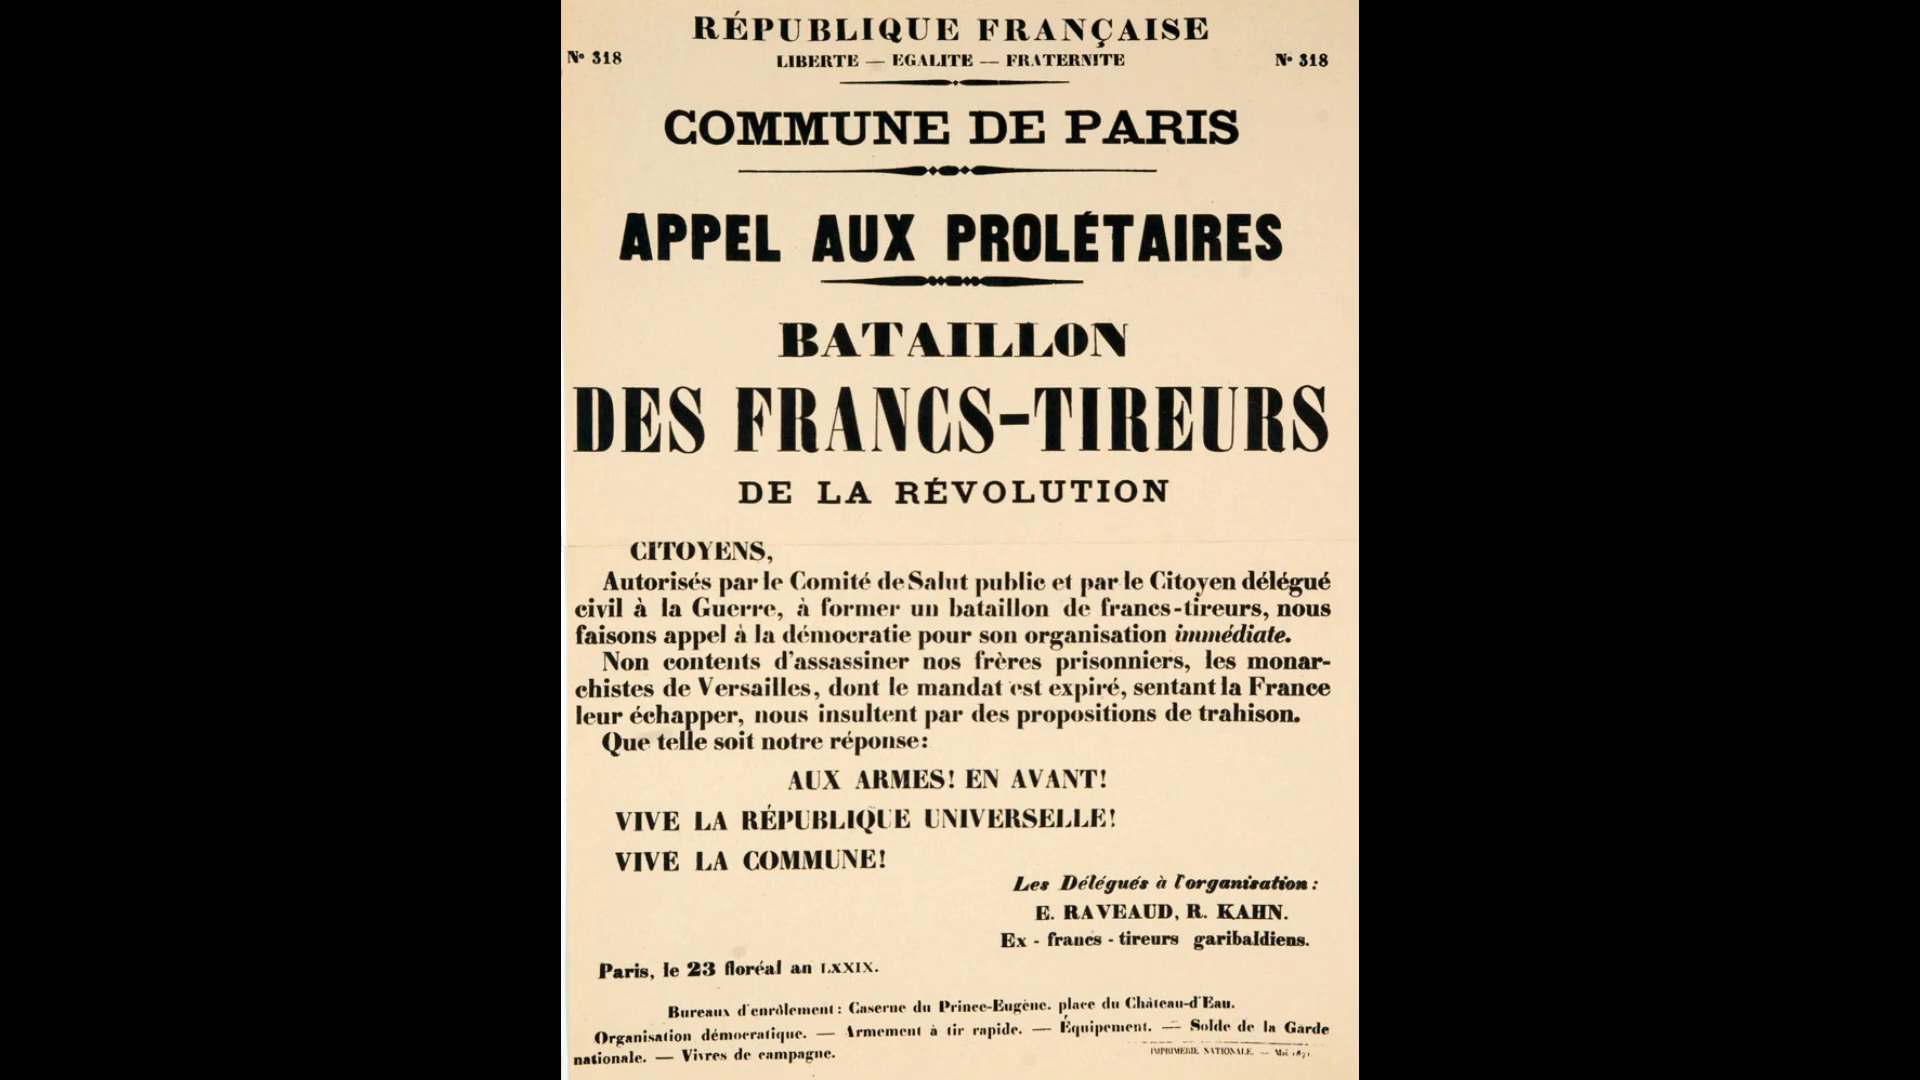 RÉPUBLIQUE FRANÇAISE
Nº 318
LIBERTE — EGALITE — FRATERNITE
Nº 318
COMMUNE DE PARIS
APPEL AUX PROLÉTAIRES
BATAILLON
DES FRANCS-TIREURS
DE LA RÉVOLUTION
CITOYENS,
Autorisés par le Comité de Salut public et par le Citoyen délégué
civil à la Guerre, à former un bataillon de francs-tireurs, nous
faisons appel à la démocratie pour son organisation immédiate.
Non contents d'assassiner nos frères prisonniers, les monar-
chistes de Versailles, dont le mandat est expiré, sentant la France
leur échapper, nous insultent par des propositions de trahison.
Que telle soit notre réponse:
AUX ARMES! EN AVANT!
VIVE LA RÉPUBLIQUE UNIVERSELLE!
VIVE LA COMMUNE!
Les Délégués à l'organisation:
E. RAVEAUD, R. KAHN.
Ex-francs-tireurs garibaldiens.
Paris, le 23 floréal an LXXIX.
Bureaux d'enrôlement: Caserne du Prince-Eugène. place du Château-d'Eau.
Organisation démocratique. — Armement à tir rapide. — Équipement. — Solde de la Garde
nationale. — Vivres de campagne.
IMPRIMERIE NATIONALE. — Mai 1871.